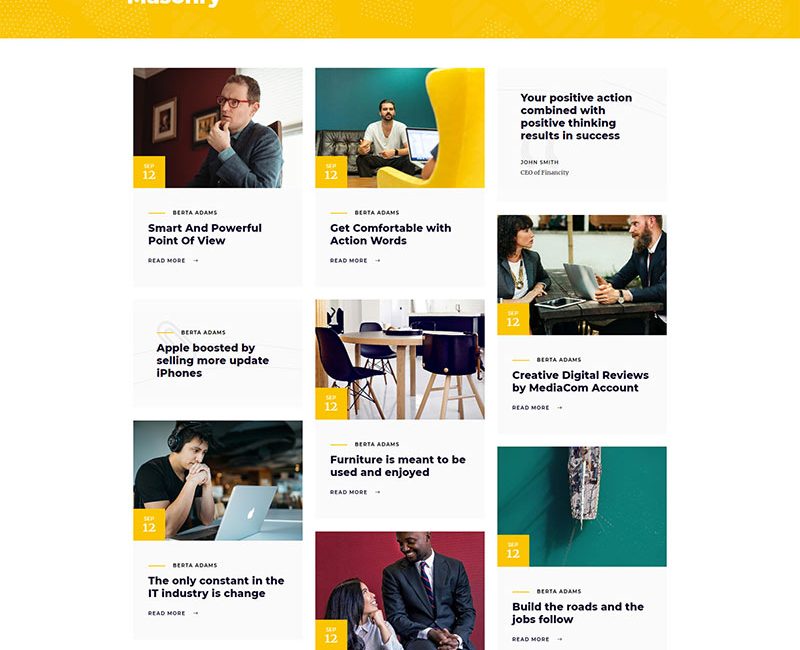 Masonry
SEP
12
BERTA ADAMS
Smart And Powerful
Point Of View
READ MORE →
BERTA ADAMS
Apple boosted by
selling more update
iPhones
SEP
12
BERTA ADAMS
The only constant in the
IT industry is change
READ MORE →
SEP
12
BERTA ADAMS
Get Comfortable with
Action Words
READ MORE →
SEP
12
BERTA ADAMS
Furniture is meant to be
used and enjoyed
READ MORE →
SEP
12
Your positive action
combined with
positive thinking
results in success
JOHN SMITH
CEO of Financity
SEP
12
BERTA ADAMS
Creative Digital Reviews
by MediaCom Account
READ MORE →
SEP
12
BERTA ADAMS
Build the roads and the
jobs follow
READ MORE →